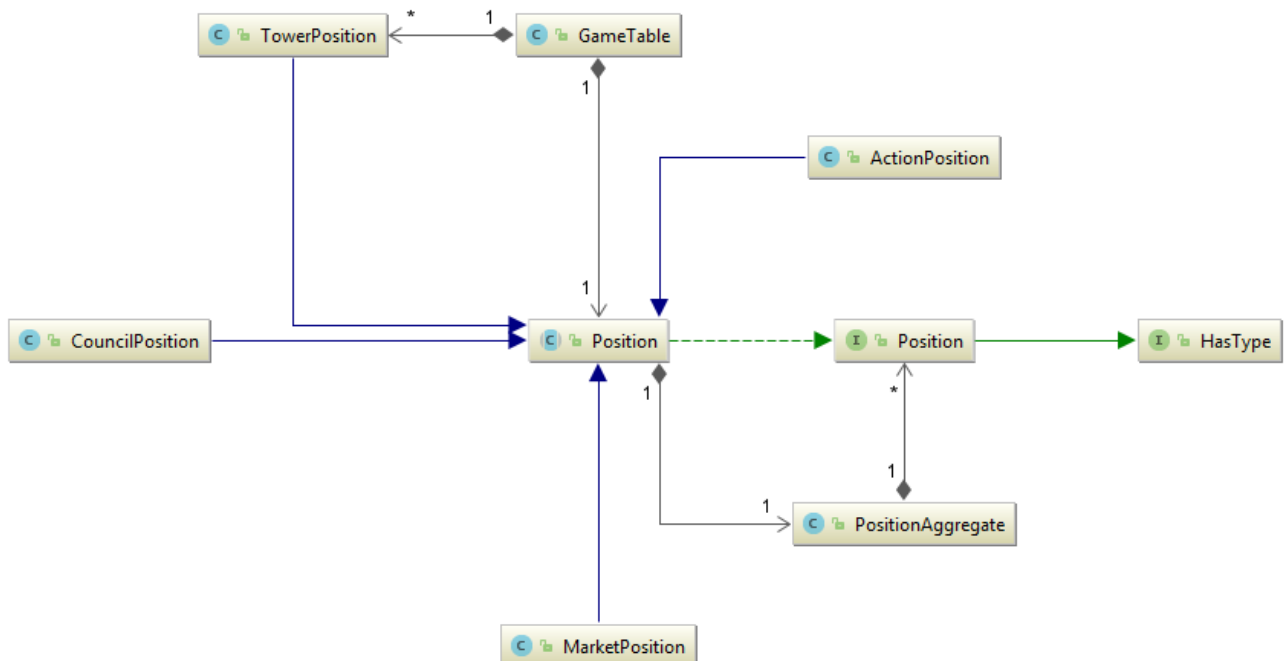 * 1
C TowerPosition C GameTable
1
C ActionPosition
1
C CouncilPosition C Position I Position I HasType
1 *
1
1
C PositionAggregate
C MarketPosition